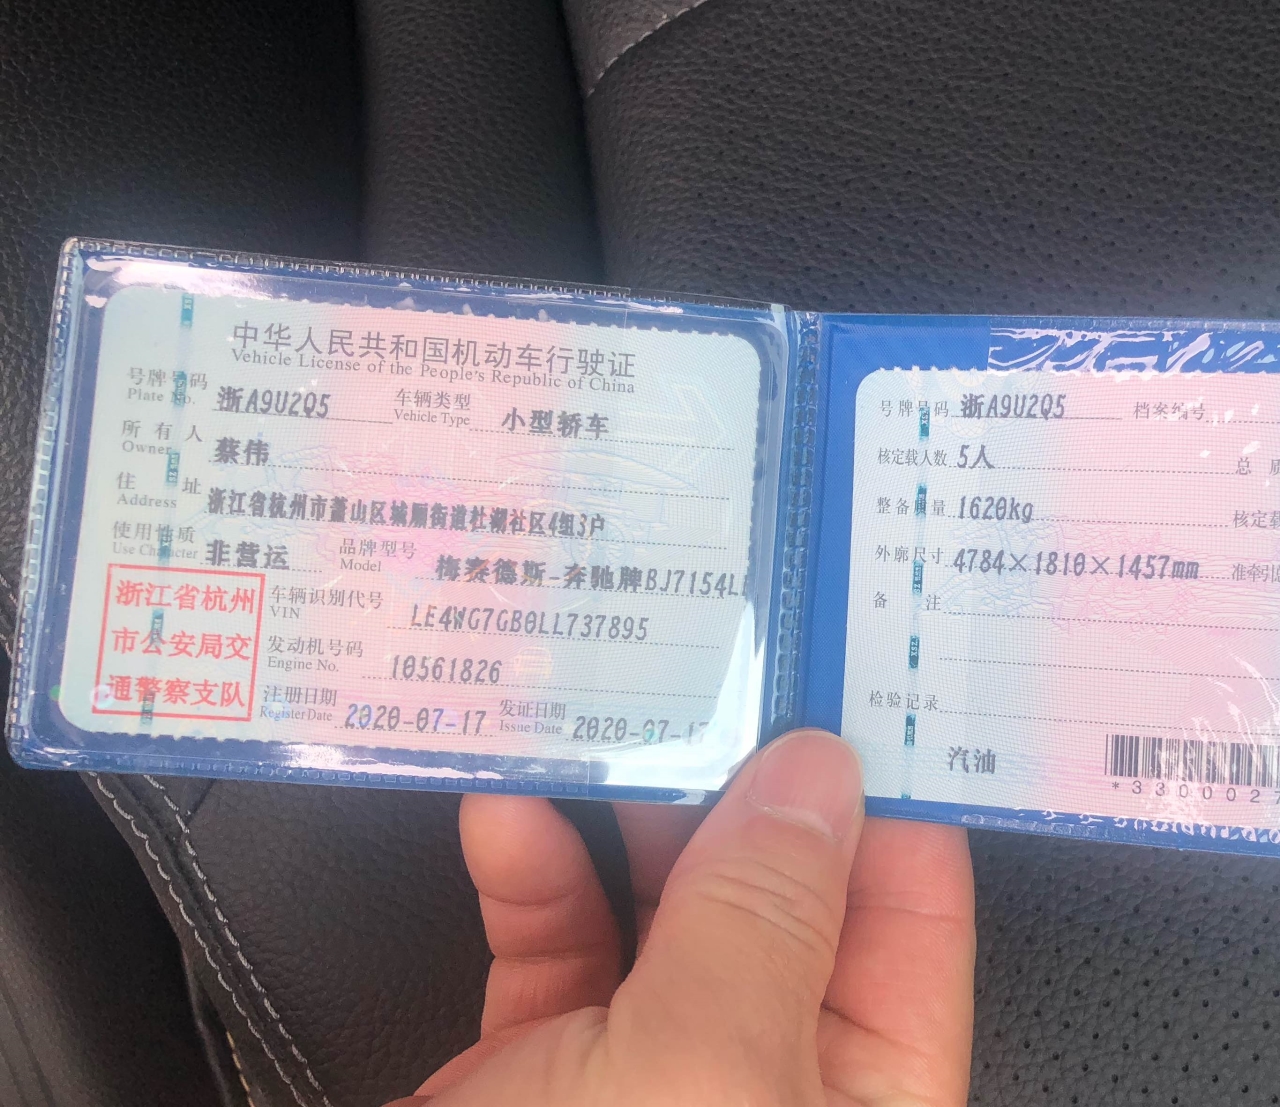 中华人民共和国机动车行驶证
Vehicle License of the People's Republic of China
号牌号码 浙A9U2Q5 车辆类型 小型轿车
Plate No. Vehicle Type
所有人 蔡伟
Owner
住址 浙江省杭州市萧山区城厢街道杜湖社区4组3户
Address
使用性质 非营运 品牌型号 梅赛德斯-奔驰牌BJ7154L
Use Character Model
浙江省杭州
市公安局交
通警察支队
车辆识别代号 LE4WG7GB0LL737895
VIN
发动机号码 10561826
Engine No.
注册日期 2020-07-17 发证日期 2020-07-17
Register Date Issue Date
号牌号码 浙A9U2Q5 档案编号
核定载人数 5人 总质
整备质量 1620kg 核定载
外廓尺寸 4784×1810×1457mm 准牵引
备注
检验记录
汽油
*330002